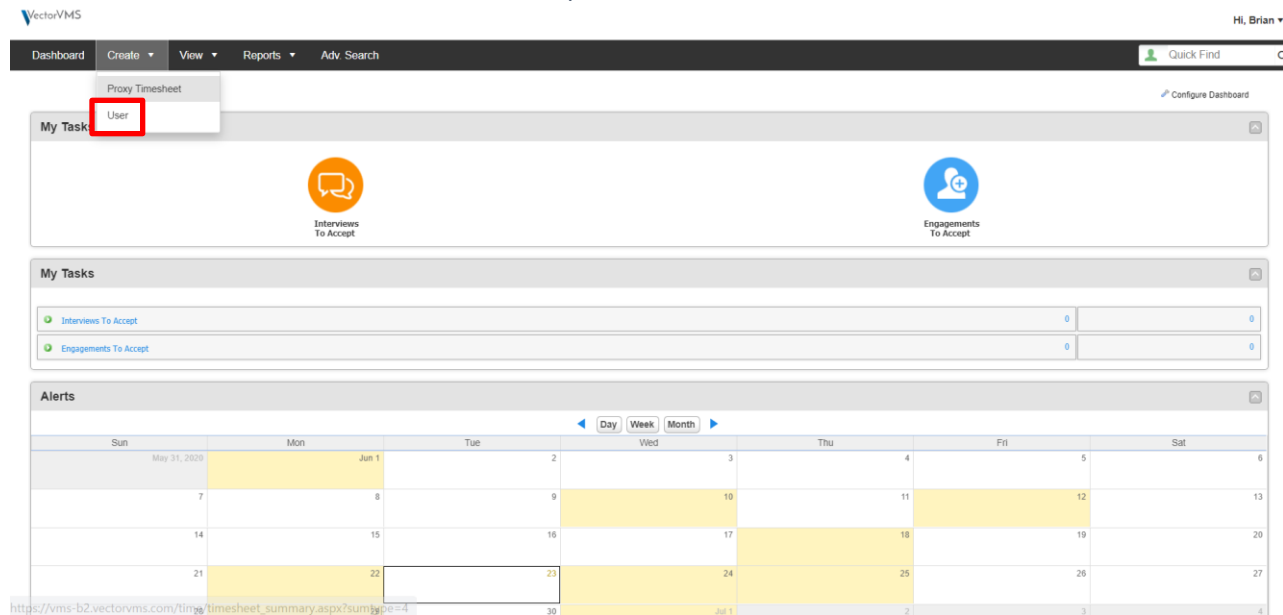 VectorVMS
Hi, Brian
Dashboard Create View Reports Adv. Search Quick Find
Proxy Timesheet
User
Configure Dashboard
My Tasks
Interviews
To Accept
Engagements
To Accept
My Tasks
Interviews To Accept 0 0
Engagements To Accept 0 0
Alerts
Day Week Month
Sun Mon Tue Wed Thu Fri Sat
May 31, 2020 Jun 1 2 3 4 5 6
7 8 9 10 11 12 13
14 15 16 17 18 19 20
21 22 23 24 25 26 27
28 29 30 Jul 1 2 3 4
https://vms-b2.vectorvms.com/time/timesheet_summary.aspx?sumtype=4